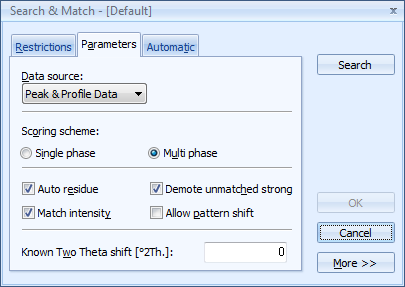 Search & Match - [Default]
Restrictions Parameters Automatic
Data source:
Search
Peak & Profile Data
Scoring scheme:
Single phase Multi phase
Auto residue Demote unmatched strong
Match intensity Allow pattern shift
OK
Cancel
Known Two Theta shift [°2Th.]: 0
More >>